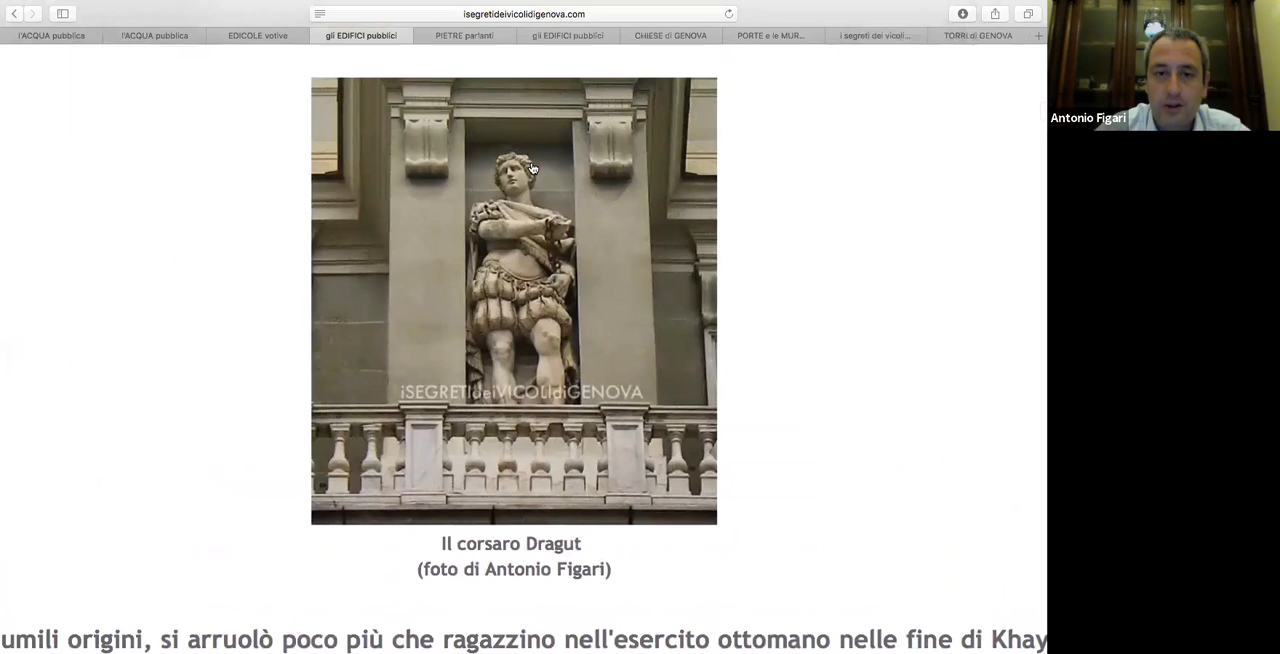 isegretideivicolidigenova.com
l'ACQUA pubblica
l'ACQUA pubblica
EDICOLE votive
gli EDIFICI pubblici
PIETRE parlanti
gli EDIFICI pubblici
CHIESE di GENOVA
PORTE e le MUR...
i segreti dei vicoli...
TORRI di GENOVA
Antonio Figari
iSEGRETIdeiVICOLIdiGENOVA
Il corsaro Dragut
(foto di Antonio Figari)
umili origini, si arruolò poco più che ragazzino nell'esercito ottomano nelle fine di Khay